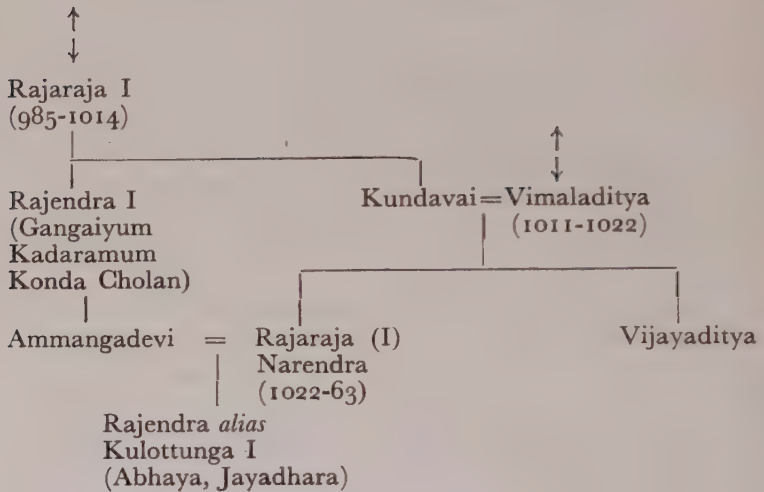 Rajaraja I
(985-1014)
Rajendra I
(Gangaiyum
Kadaramum
Konda Cholan)
Kundavai=Vimaladitya
(1011-1022)
Ammangadevi = Rajaraja (I)
Narendra
(1022-63)
Vijayaditya
Rajendra alias
Kulottunga I
(Abhaya, Jayadhara)